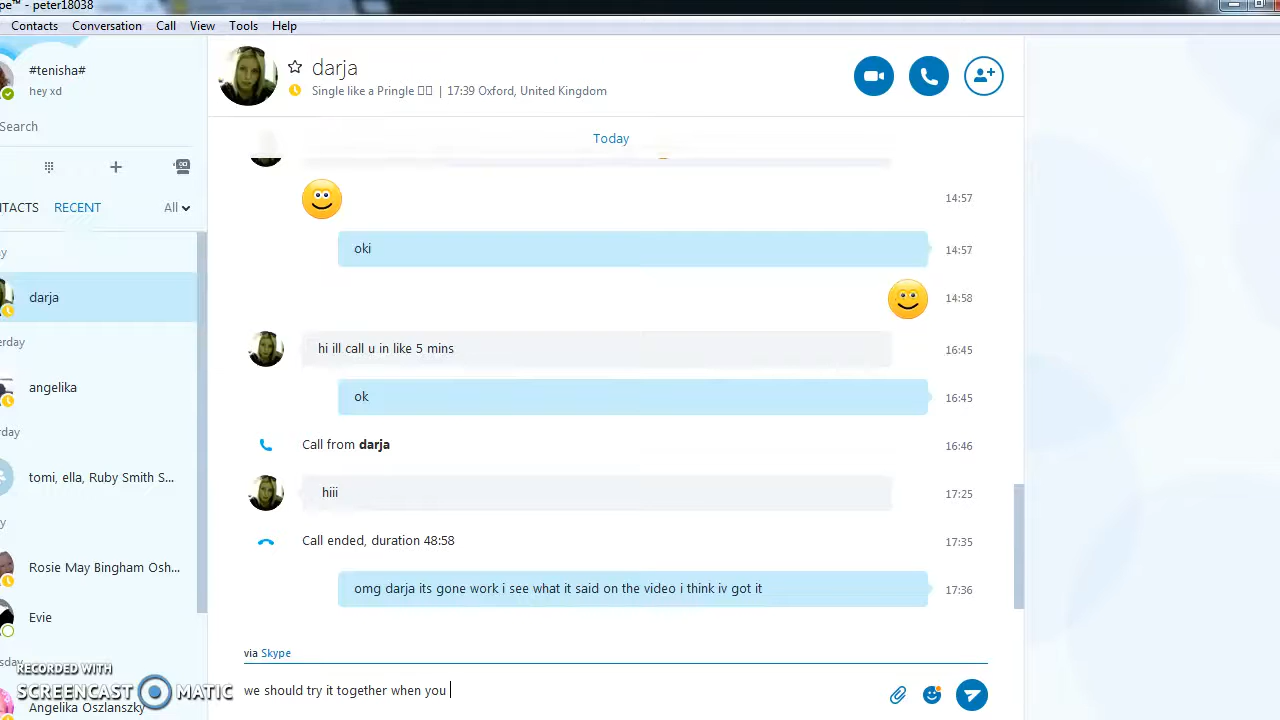 pe™ - peter18038
Contacts Conversation Call View Tools Help
#tenisha#
hey xd
Search
NTACTS RECENT All
ay
darja
erday
angelika
rday
tomi, ella, Ruby Smith S...
y
Rosie May Bingham Osh...
Evie
sday
Angelika Oszlanszky
darja
Single like a Pringle | 17:39 Oxford, United Kingdom
Today
14:57
oki 14:57
14:58
hi ill call u in like 5 mins 16:45
ok 16:45
Call from darja 16:46
hiii 17:25
Call ended, duration 48:58 17:35
omg darja its gone work i see what it said on the video i think iv got it 17:36
via Skype
we should try it together when you
RECORDED WITH
SCREENCAST MATIC